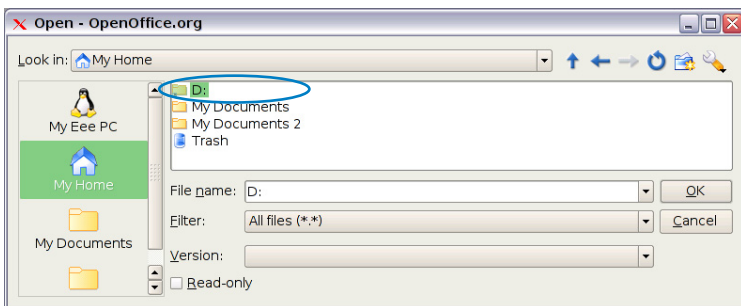 Open - OpenOffice.org
Look in: My Home
My Eee PC
My Home
My Documents
D:
My Documents
My Documents 2
Trash
File name: D: OK
Filter: All files (*.*) Cancel
Version:
Read-only